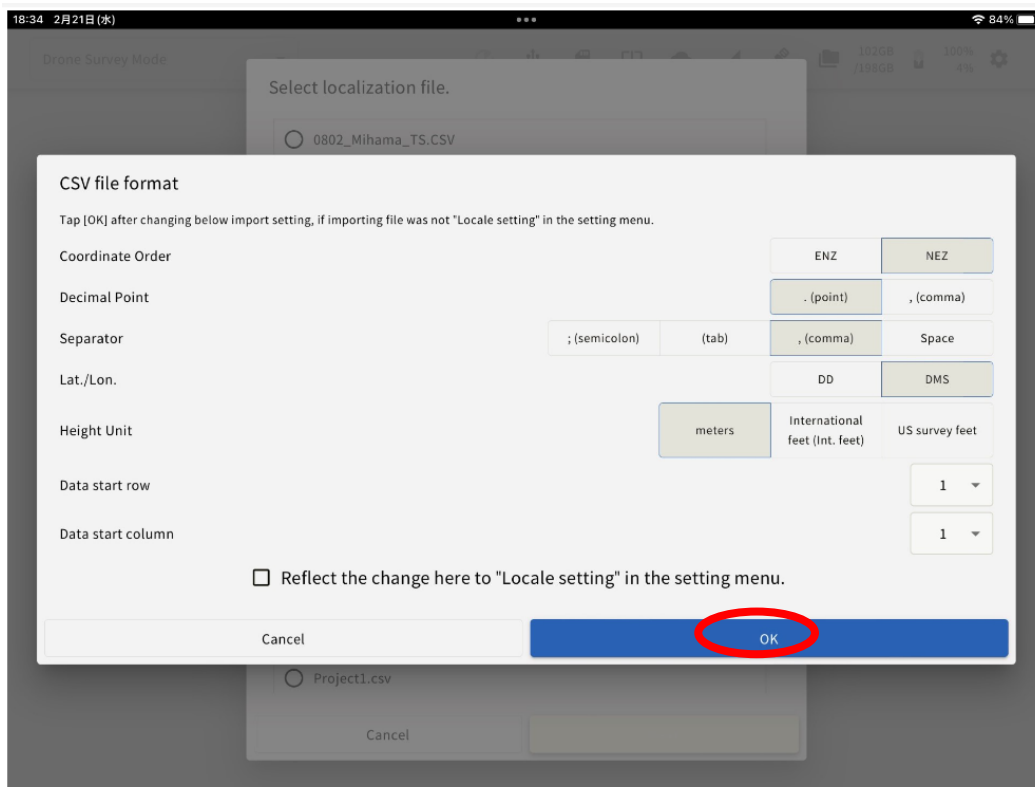 18:34 2月21日(水)
84%
Drone Survey Mode
102GB
/188GB
100%
4%
Select localization file.
0802_Mihama_TS.CSV
CSV file format
Tap [OK] after changing below import setting, if importing file was not "Locale setting" in the setting menu.
Coordinate Order
ENZ
NEZ
Decimal Point
. (point)
, (comma)
Separator
; (semicolon)
(tab)
, (comma)
Space
Lat./Lon.
DD
DMS
Height Unit
meters
International
feet (Int. feet)
US survey feet
Data start row
1
Data start column
1
Reflect the change here to "Locale setting" in the setting menu.
Cancel
OK
Project1.csv
Cancel